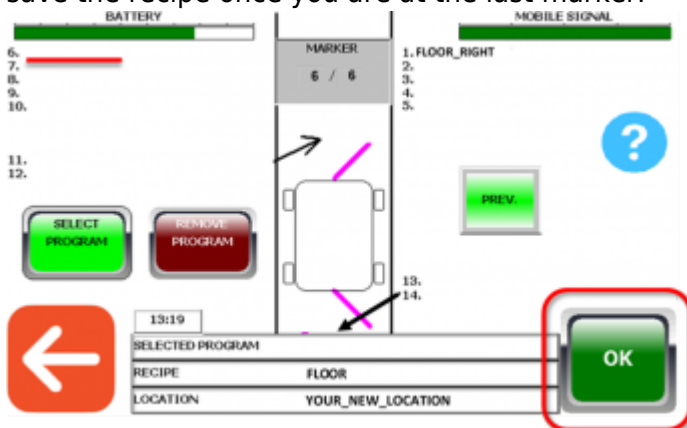 save the recipe once you are at the last marker.
BATTERY
MOBILE SIGNAL
6.
7.
8.
9.
10.
MARKER
6 / 6
1. FLOOR_RIGHT
2.
3.
4.
5.
?
11.
12.
PREV.
SELECT
PROGRAM
REMOVE
PROGRAM
13.
14.
13:19
SELECTED PROGRAM
RECIPE FLOOR
LOCATION YOUR_NEW_LOCATION
OK